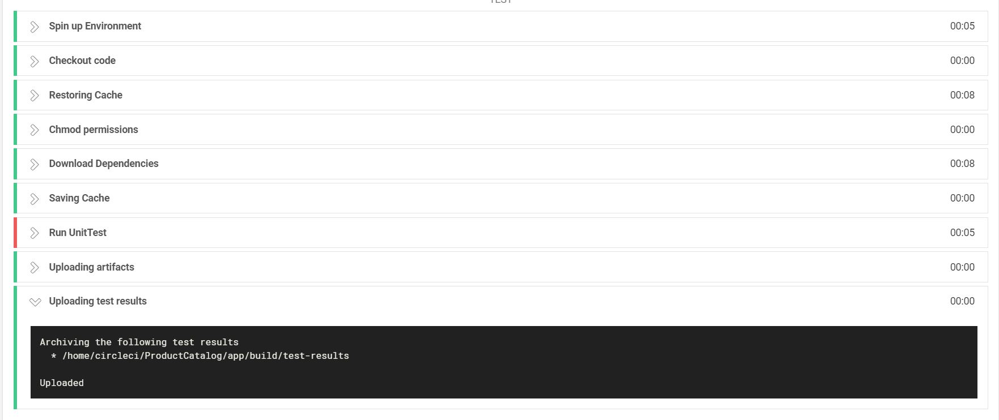 TEST
Spin up Environment 00:05
Checkout code 00:00
Restoring Cache 00:08
Chmod permissions 00:00
Download Dependencies 00:08
Saving Cache 00:00
Run UnitTest 00:05
Uploading artifacts 00:00
Uploading test results 00:00
Archiving the following test results
* /home/circleci/ProductCatalog/app/build/test-results
Uploaded